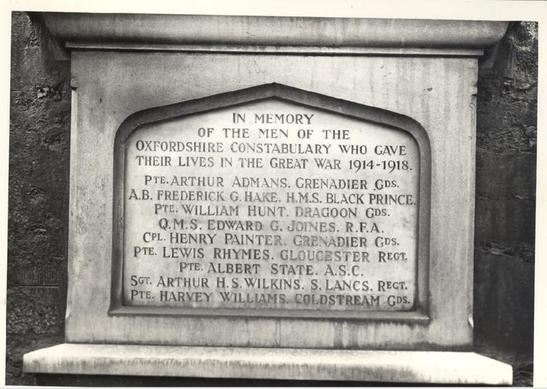 IN MEMORY
OF THE MEN OF THE
OXFORDSHIRE CONSTABULARY WHO GAVE
THEIR LIVES IN THE GREAT WAR 1914-1918.
PTE. ARTHUR ADMANS. GRENADIER GDS.
A.B. FREDERICK G. HAKE. H.M.S. BLACK PRINCE.
PTE. WILLIAM HUNT. DRAGOON GDS.
Q.M.S. EDWARD G. JOINES. R.F.A.
CPL. HENRY PAINTER. GRENADIER GDS.
PTE. LEWIS RHYMES. GLOUCESTER REGT.
PTE. ALBERT STATE. A.S.C.
SGT. ARTHUR H.S. WILKINS. S. LANCS. REGT.
PTE. HARVEY WILLIAMS. COLDSTREAM GDS.